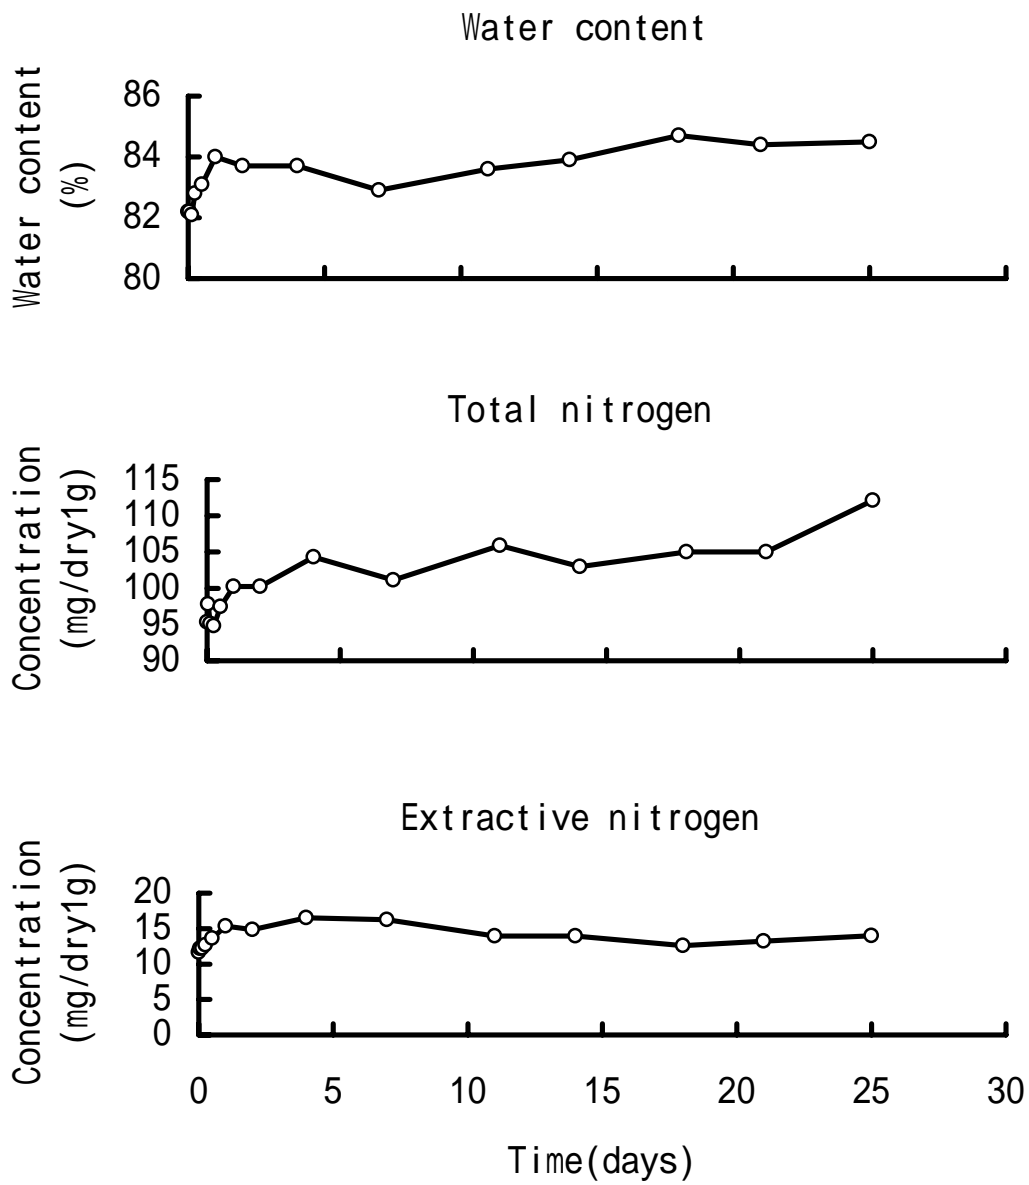 Water content
Water content
(%)
86
84
82
80
Total nitrogen
Concentration
(mg/dry1g)
115
110
105
100
95
90
Extractive nitrogen
Concentration
(mg/dry1g)
20
15
10
5
0
0 5 10 15 20 25 30
Time(days)